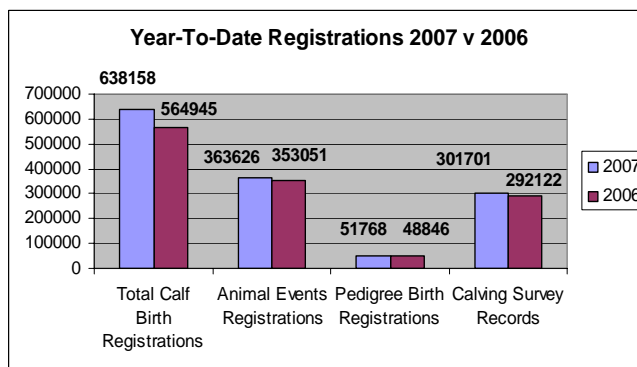 Year-To-Date Registrations 2007 v 2006
638158
564945
363626
353051
51768
48846
301701
292122
700000
600000
500000
400000
300000
200000
100000
0
Total Calf
Birth
Registrations
Animal Events
Registrations
Pedigree Birth
Registrations
Calving Survey
Records
2007
2006